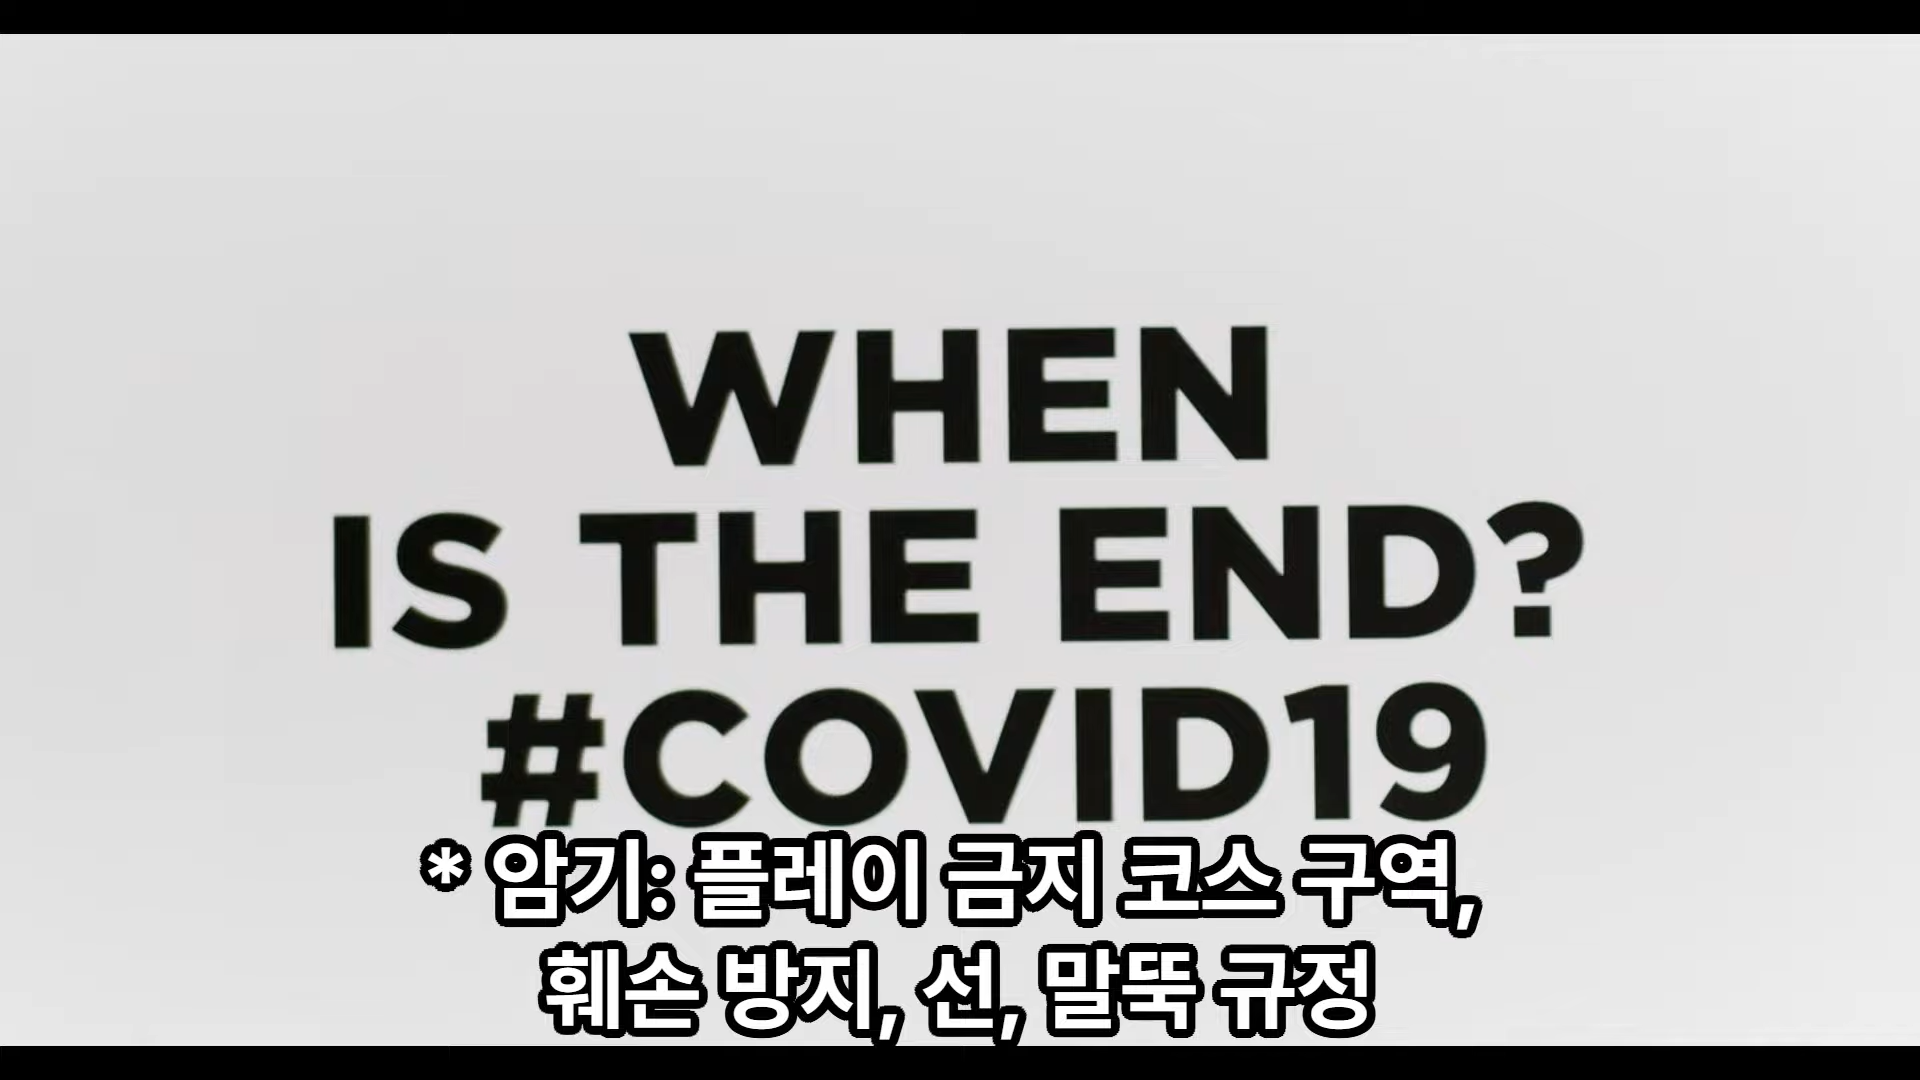 WHEN
IS THE END?
#COVID19
* 암기: 플레이 금지 코스 구역,
훼손 방지, 선, 말뚝 규정